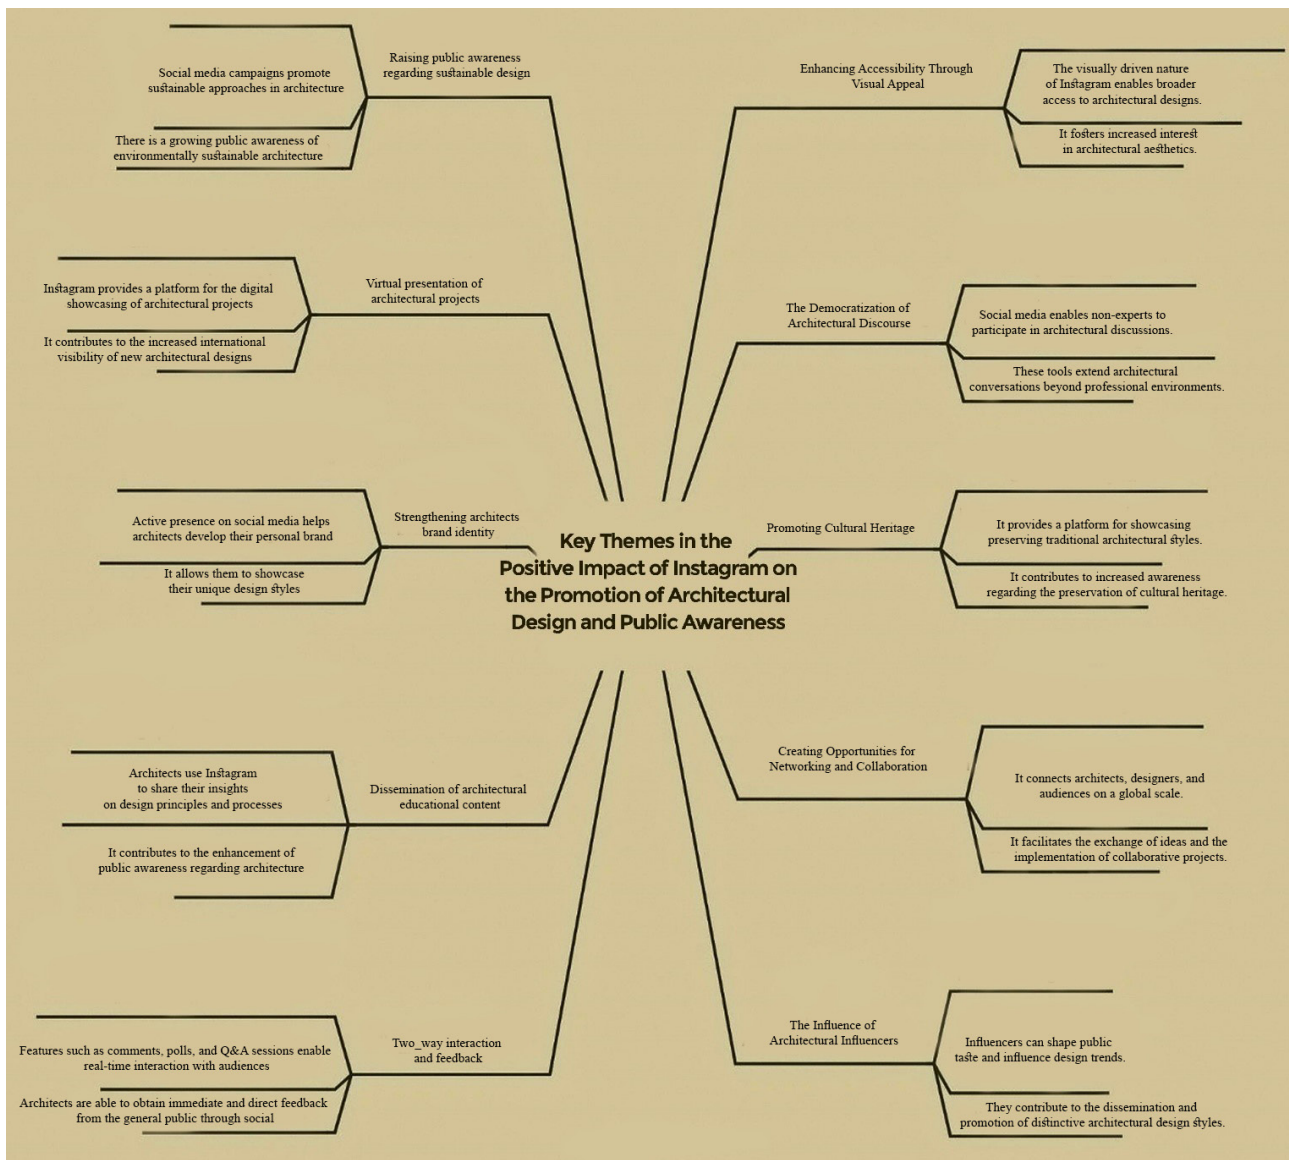 Raising public awareness
regarding sustainable design
Social media campaigns promote
sustainable approaches in architecture
There is a growing public awareness of
environmentally sustainable architecture
Virtual presentation of
architectural projects
Instagram provides a platform for the digital
showcasing of architectural projects
It contributes to the increased international
visibility of new architectural designs
Strengthening architects
brand identity
Active presence on social media helps
architects develop their personal brand
It allows them to showcase
their unique design styles
Dissemination of architectural
educational content
Architects use Instagram
to share their insights
on design principles and processes
It contributes to the enhancement of
public awareness regarding architecture
Two_way interaction
and feedback
Features such as comments, polls, and Q&A sessions enable
real-time interaction with audiences
Architects are able to obtain immediate and direct feedback
from the general public through social
Key Themes in the
Positive Impact of Instagram on
the Promotion of Architectural
Design and Public Awareness
Enhancing Accessibility Through
Visual Appeal
The visually driven nature
of Instagram enables broader
access to architectural designs.
It fosters increased interest
in architectural aesthetics.
The Democratization of
Architectural Discourse
Social media enables non-experts to
participate in architectural discussions.
These tools extend architectural
conversations beyond professional environments.
Promoting Cultural Heritage
It provides a platform for showcasing
preserving traditional architectural styles.
It contributes to increased awareness
regarding the preservation of cultural heritage.
Creating Opportunities for
Networking and Collaboration
It connects architects, designers, and
audiences on a global scale.
It facilitates the exchange of ideas and the
implementation of collaborative projects.
The Influence of
Architectural Influencers
Influencers can shape public
taste and influence design trends.
They contribute to the dissemination and
promotion of distinctive architectural design styles.